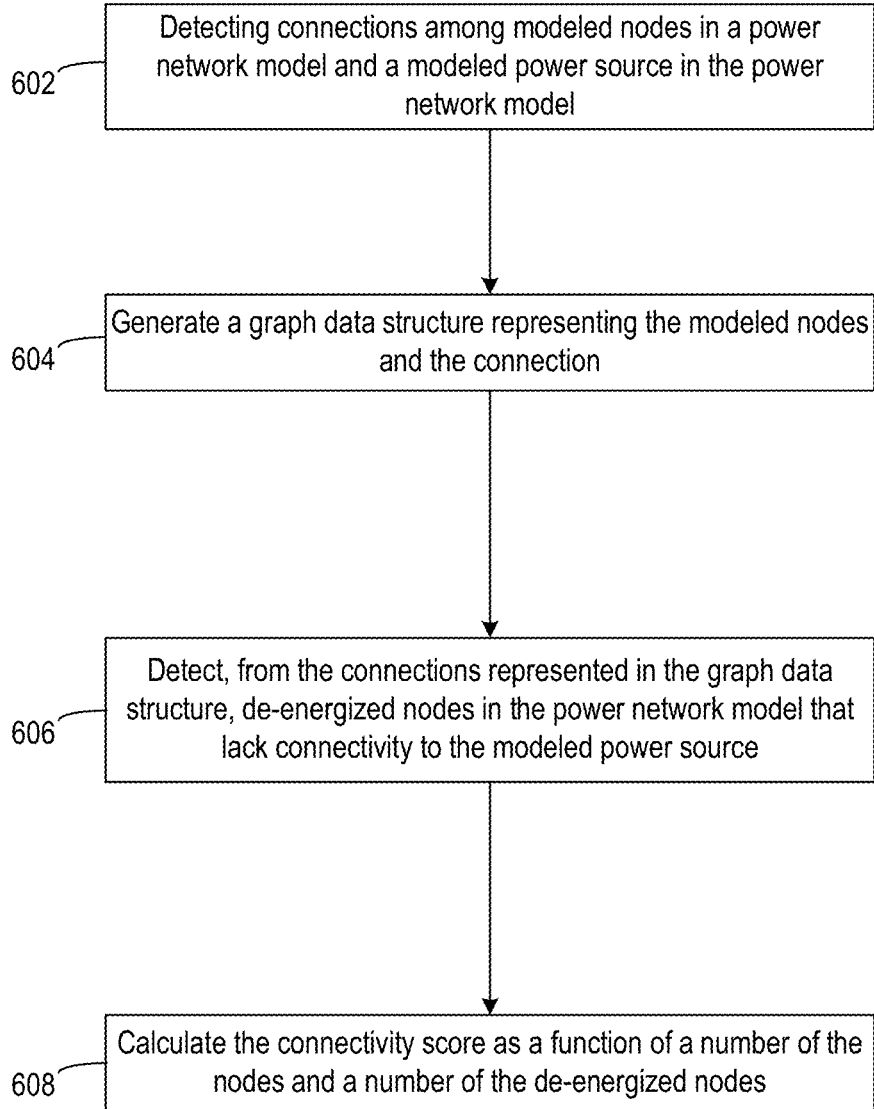 Detecting connections among modeled nodes in a power
network model and a modeled power source in the power
network model
602
Generate a graph data structure representing the modeled nodes
and the connection
604
Detect, from the connections represented in the graph data
structure, de-energized nodes in the power network model that
lack connectivity to the modeled power source
606
Calculate the connectivity score as a function of a number of the
nodes and a number of the de-energized nodes
608